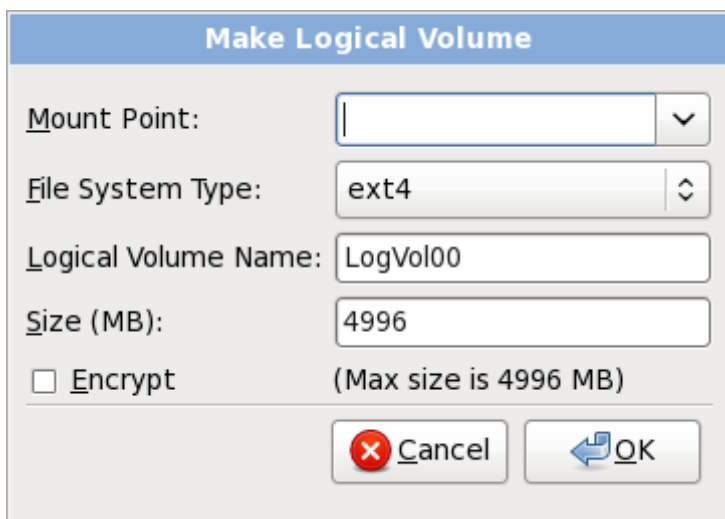 Make Logical Volume
Mount Point:
File System Type: ext4
Logical Volume Name: LogVol00
Size (MB): 4996
Encrypt (Max size is 4996 MB)
Cancel OK